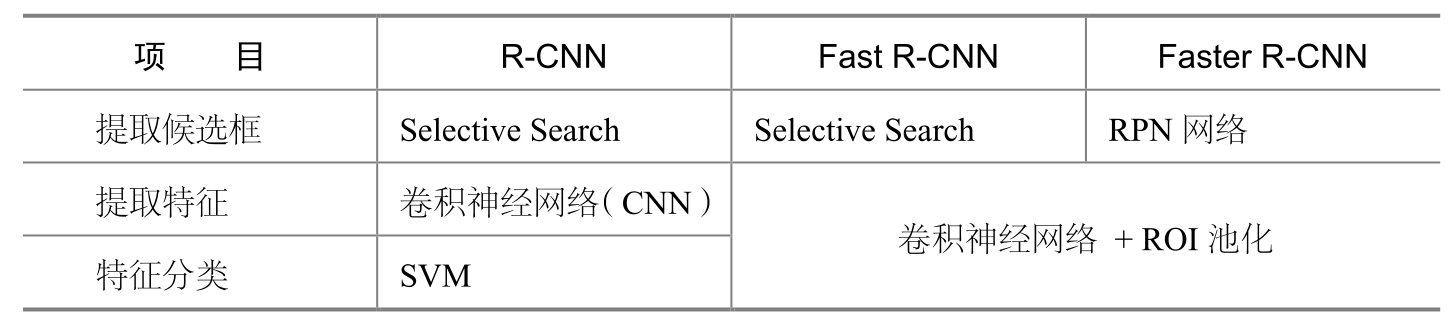 项 目 R-CNN Fast R-CNN Faster R-CNN
提取候选框 Selective Search Selective Search RPN 网络
提取特征 卷积神经网络(CNN)
卷积神经网络 + ROI 池化
特征分类 SVM